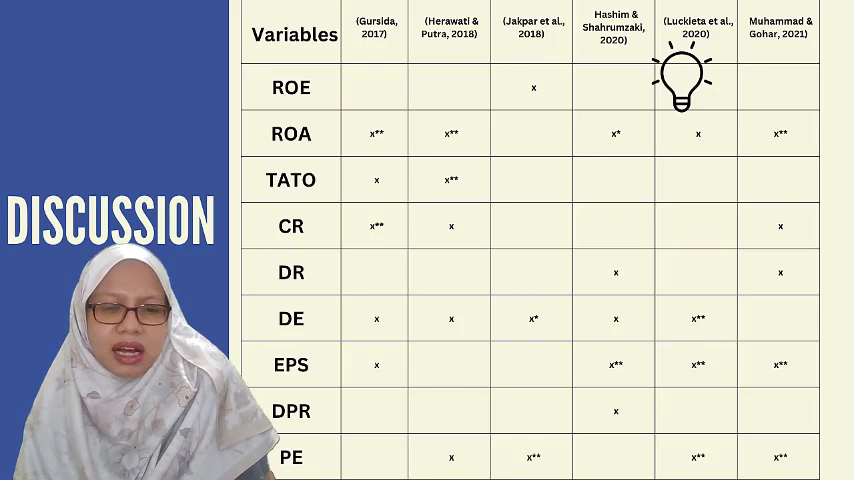 DISCUSSION
Variables (Gursida, 2017) (Herawati & Putra, 2018) (Jakpar et al., 2018) Hashim & Shahrumzaki, 2020) (Luckieta et al., 2020) Muhammad & Gohar, 2021)
ROE x
ROA x** x** x* x x**
TATO x x**
CR x** x x
DR x x
DE x x x* x x**
EPS x x** x** x**
DPR x
PE x x** x** x**